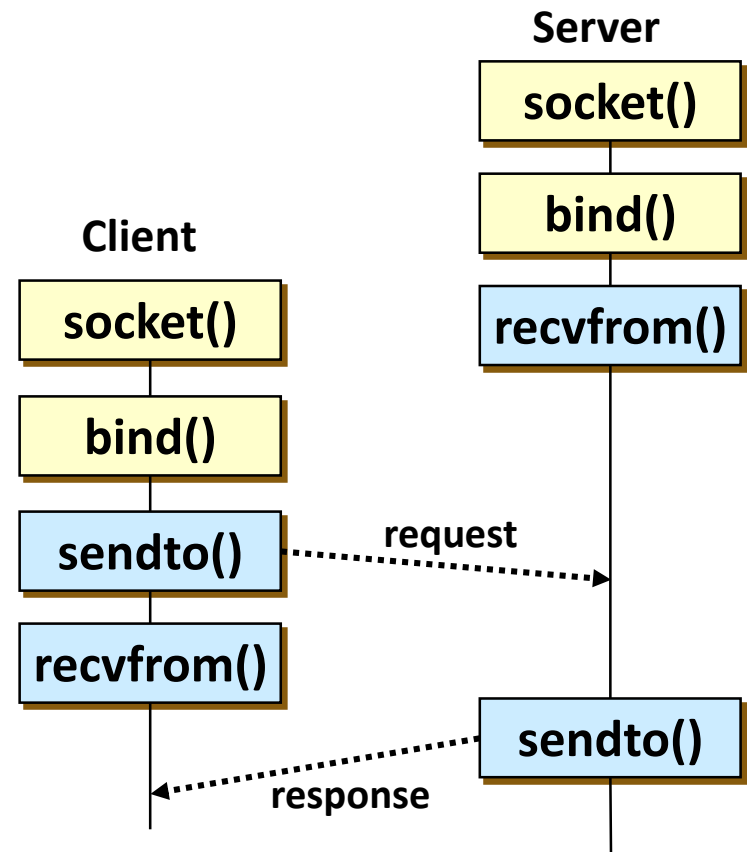 Server
socket()
bind()
recvfrom()
Client
socket()
bind()
sendto()
request
recvfrom()
sendto()
response